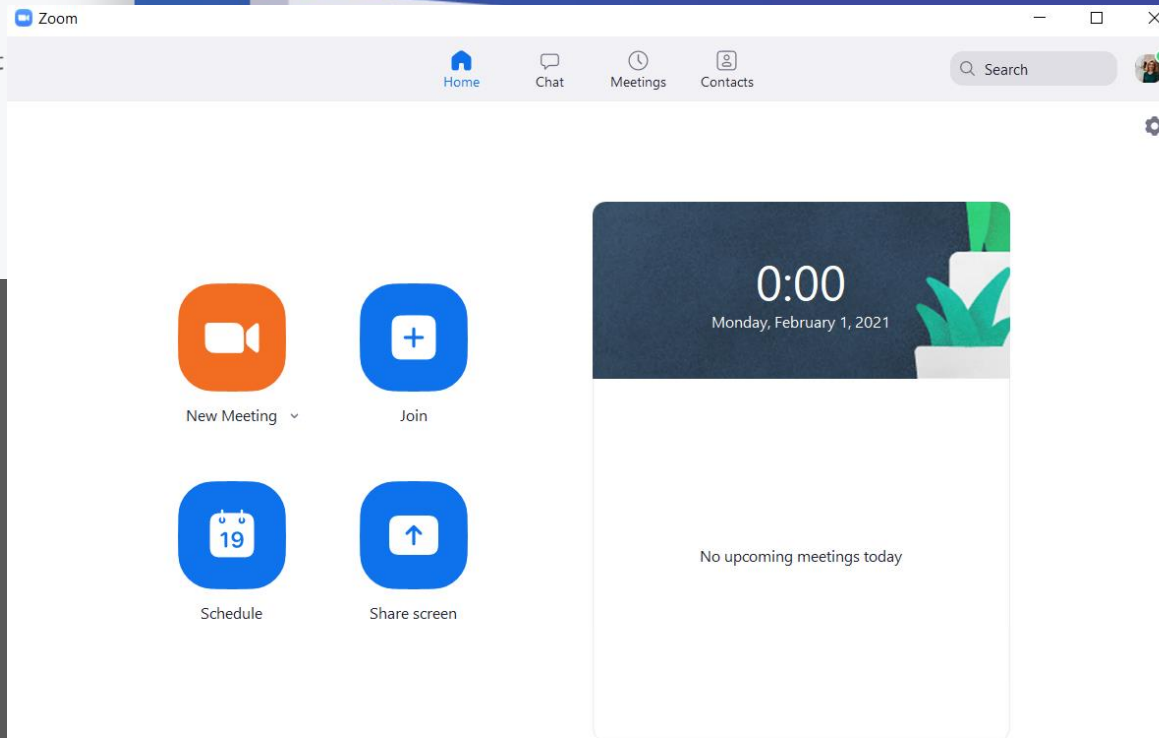 Zoom
Home
Chat
Meetings
Contacts
Search
0:00
Monday, February 1, 2021
New Meeting
Join
19
Schedule
Share screen
No upcoming meetings today